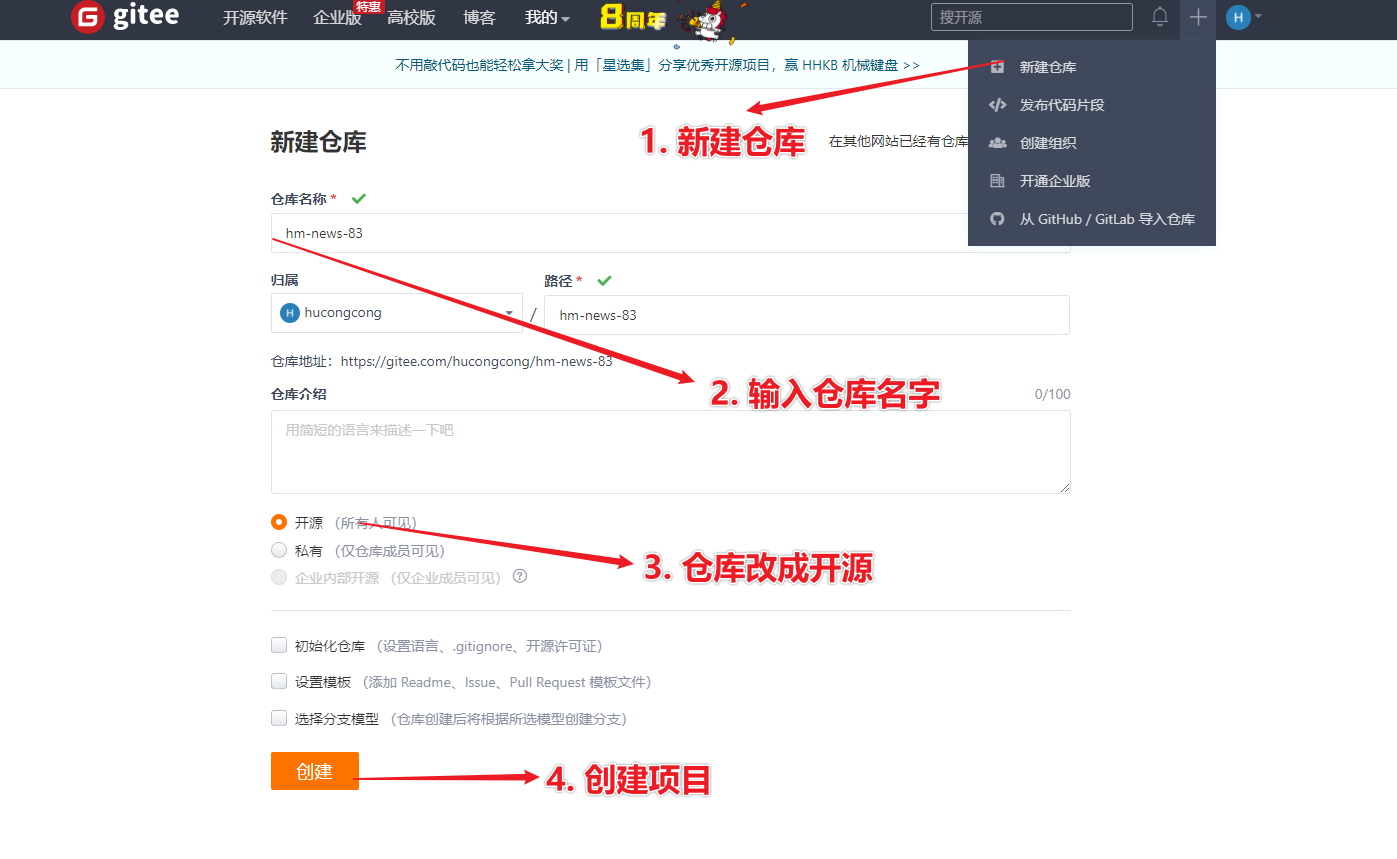 gitee 开源软件 企业版 特惠 高校版 博客 我的 8周年 搜开源 H
不用敲代码也能轻松拿大奖 | 用「星选集」分享优秀开源项目，赢 HHKB 机械键盘 >>
新建仓库
发布代码片段
创建组织
开通企业版
从 GitHub / GitLab 导入仓库
新建仓库
1. 新建仓库
在其他网站已经有仓库
仓库名称 *
hm-news-83
归属
路径 *
H hucongcong / hm-news-83
仓库地址：https://gitee.com/hucongcong/hm-news-83
2. 输入仓库名字
仓库介绍 0/100
用简短的语言来描述一下吧
开源 （所有人可见）
私有 （仅仓库成员可见）
企业内部开源 （仅企业成员可见） ?
3. 仓库改成开源
初始化仓库 （设置语言、.gitignore、开源许可证）
设置模板 （添加 Readme、Issue、Pull Request 模板文件）
选择分支模型 （仓库创建后将根据所选模型创建分支）
创建
4. 创建项目